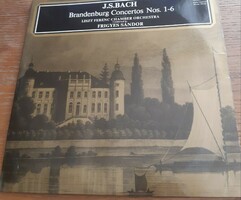 J.S.BACH
Brandenburg Concertos Nos. 1-6
LISZT FERENC CHAMBER ORCHESTRA
FRIGYES SÁNDOR